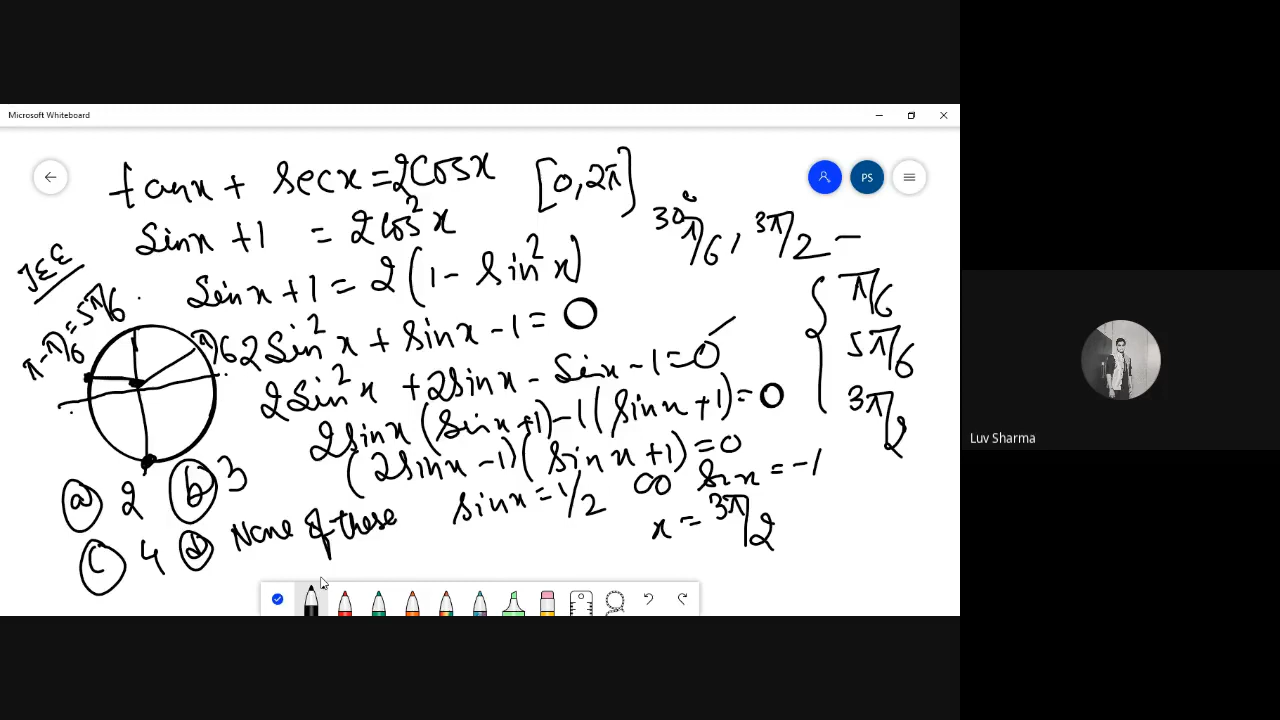 Microsoft Whiteboard
tanx + secx = 2cosx [0, 2π]
PS
sinx + 1 = 2cos²x
30° π/6, 3π/2 –
JEE
sinx + 1 = 2(1 - sin²x)
π/6
5π/6
3π/2
π - π/6 = 5π/6
π/6
2sin²x + sinx - 1 = 0
2sin²x + 2sinx - sinx - 1 = 0
2sinx (sinx + 1) - 1(sinx + 1) = 0
(2sinx - 1)(sinx + 1) = 0
sinx = 1/2 or sinx = -1
x = 3π/2
(a) 2 (b) 3
(c) 4 (d) None of these
Luv Sharma